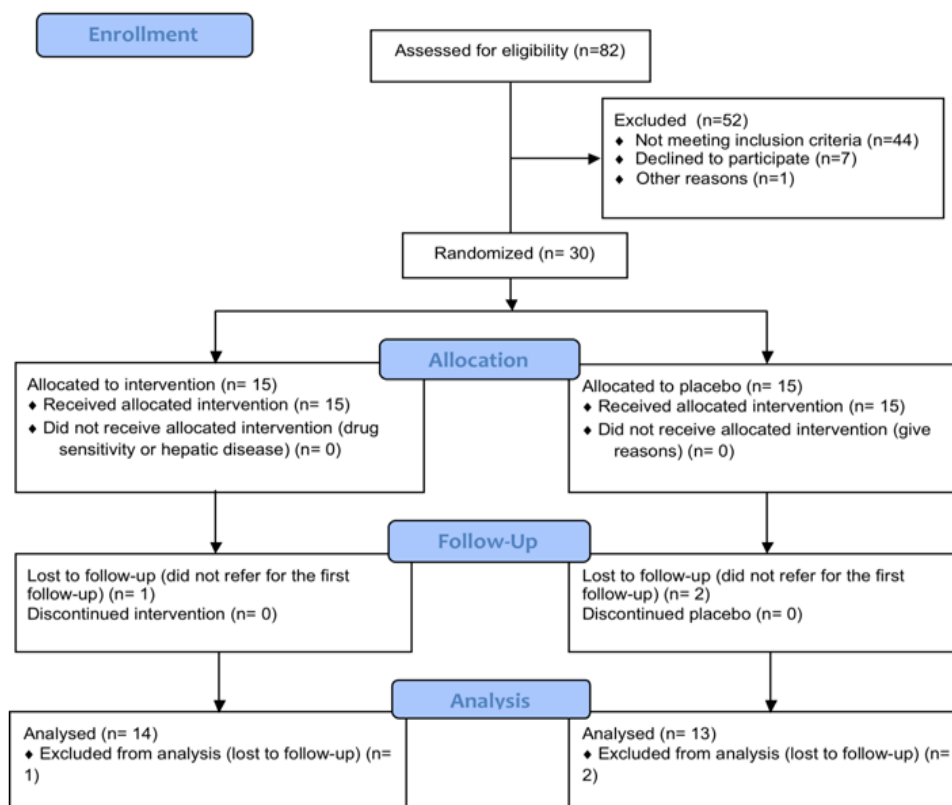 Enrollment
Assessed for eligibility (n=82)
Excluded (n=52)
♦ Not meeting inclusion criteria (n=44)
♦ Declined to participate (n=7)
♦ Other reasons (n=1)
Randomized (n= 30)
Allocation
Allocated to intervention (n= 15)
♦ Received allocated intervention (n= 15)
♦ Did not receive allocated intervention (drug
sensitivity or hepatic disease) (n= 0)
Allocated to placebo (n= 15)
♦ Received allocated intervention (n= 15)
♦ Did not receive allocated intervention (give
reasons) (n= 0)
Follow-Up
Lost to follow-up (did not refer for the first
follow-up) (n= 1)
Discontinued intervention (n= 0)
Lost to follow-up (did not refer for the first
follow-up) (n= 2)
Discontinued placebo (n= 0)
Analysis
Analysed (n= 14)
♦ Excluded from analysis (lost to follow-up) (n=
1)
Analysed (n= 13)
♦ Excluded from analysis (lost to follow-up) (n=
2)